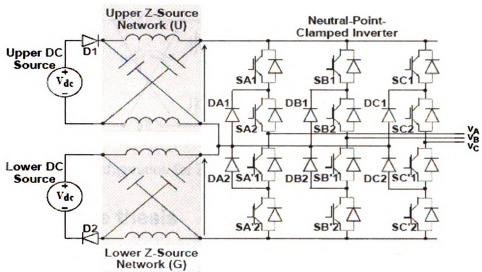 Upper Z-Source
Network (U)
Neutral-Point-
Clamped Inverter
Upper DC
Source
D1
Vdc
SA1
SB1
SC1
DA1
DB1
DC1
SA2
SB2
SC2
VA
VB
VC
Lower DC
Source
Vdc
DA2
SA'1
DB2
SB'1
DC2
SC'1
e thesis
D2
SA'2
SB'2
SC'2
Lower Z-Source
Network (G)